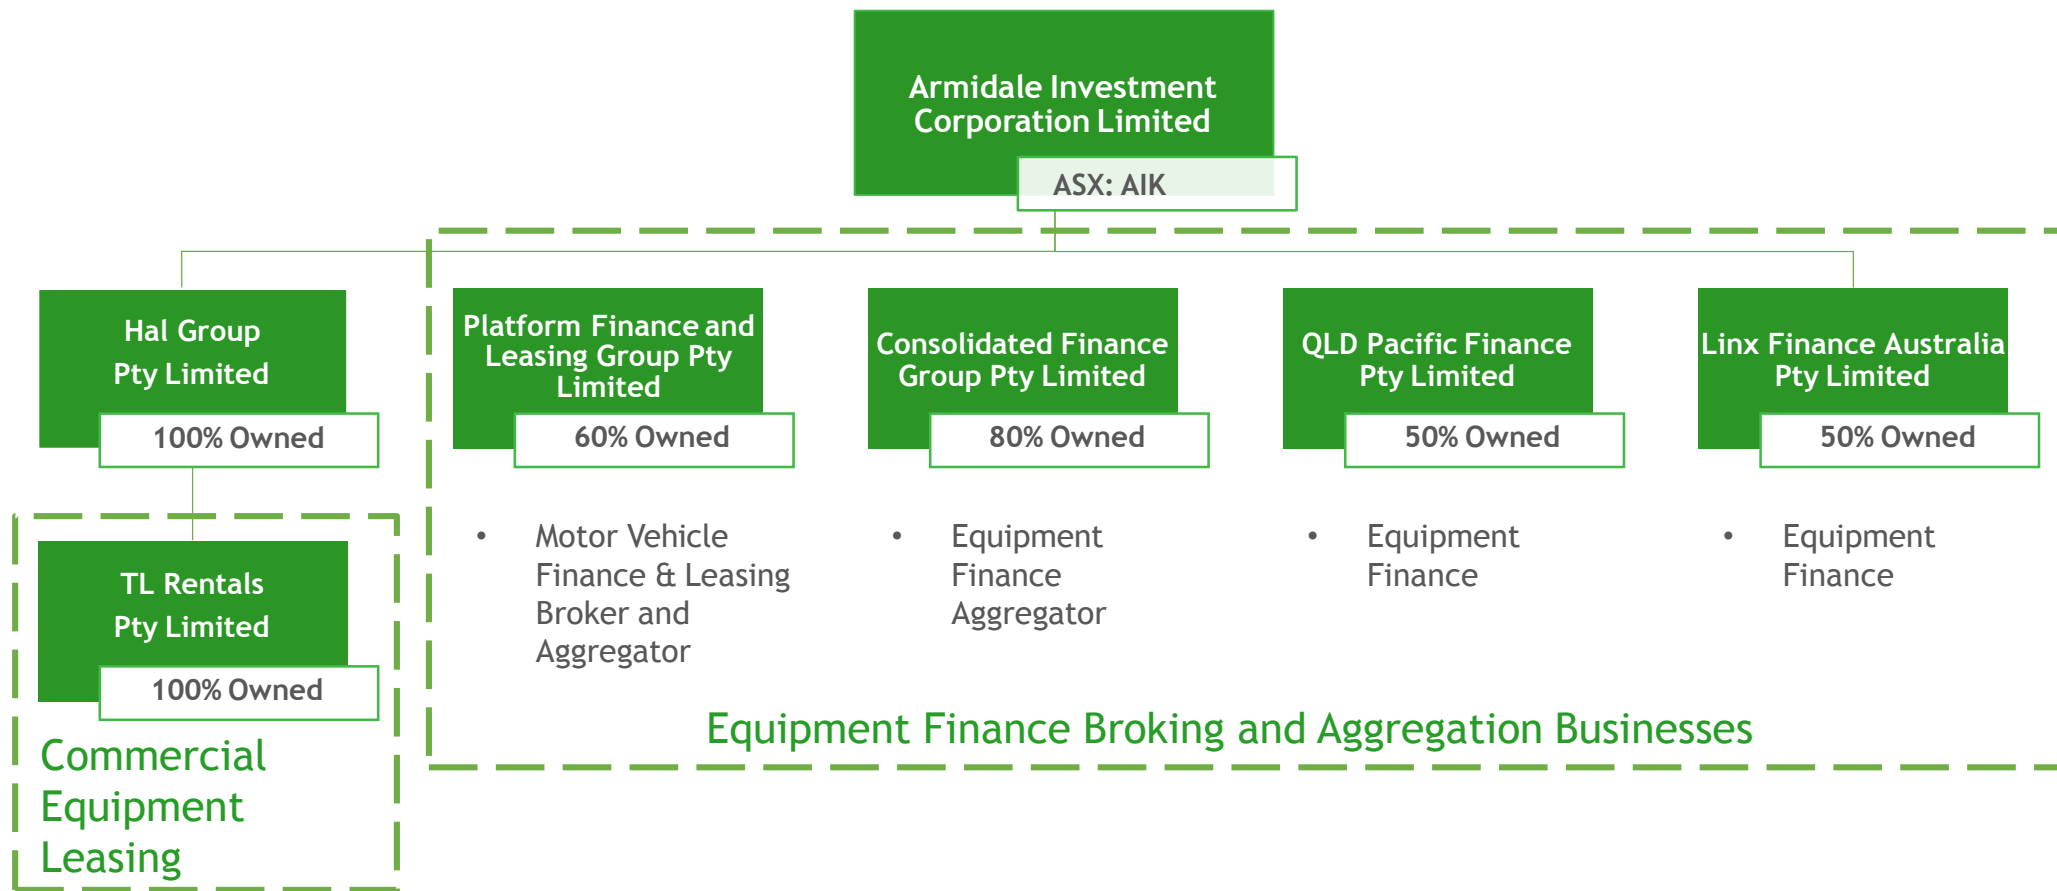 Armidale Investment
Corporation Limited
ASX: AIK
Hal Group
Pty Limited
100% Owned
Platform Finance and
Leasing Group Pty
Limited
60% Owned
Consolidated Finance
Group Pty Limited
80% Owned
QLD Pacific Finance
Pty Limited
50% Owned
Linx Finance Australia
Pty Limited
50% Owned
TL Rentals
Pty Limited
100% Owned
Commercial
Equipment
Leasing
• Motor Vehicle
Finance & Leasing
Broker and
Aggregator
• Equipment
Finance
Aggregator
• Equipment
Finance
• Equipment
Finance
Equipment Finance Broking and Aggregation Businesses